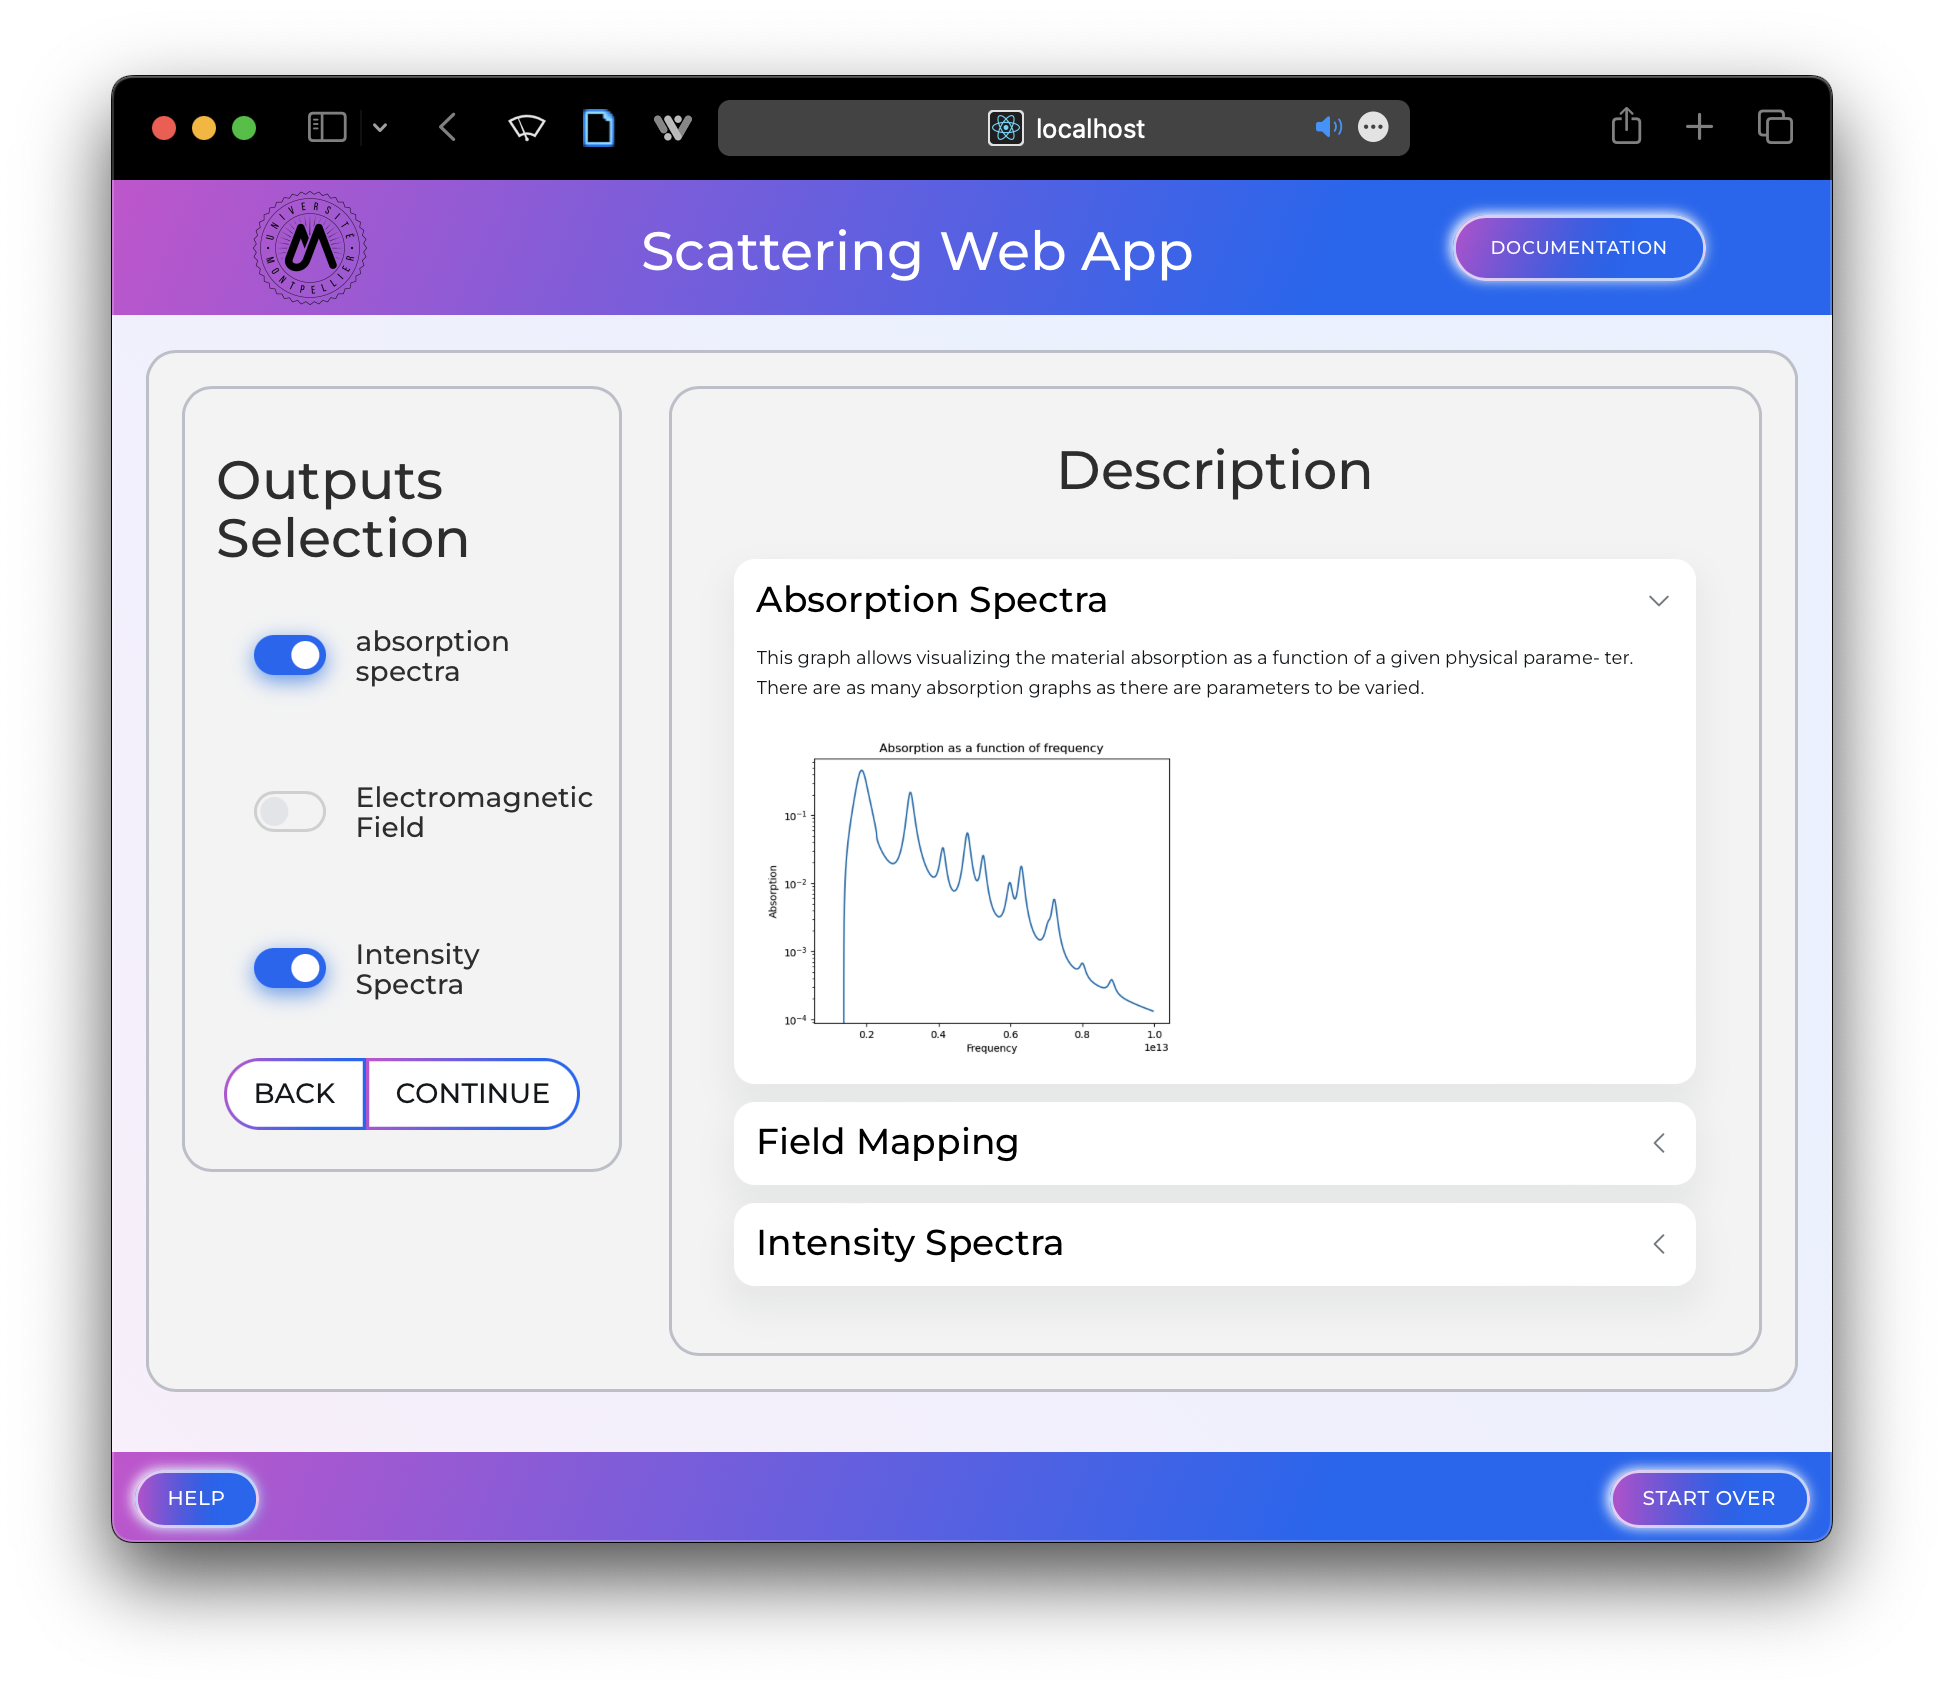 localhost
UNIVERSITÉ
MONTPELLIER
Scattering Web App
DOCUMENTATION
Outputs
Selection
absorption
spectra
Electromagnetic
Field
Intensity
Spectra
BACK
CONTINUE
Description
Absorption Spectra
This graph allows visualizing the material absorption as a function of a given physical parame- ter.
There are as many absorption graphs as there are parameters to be varied.
Absorption as a function of frequency
Absorption
10⁻¹
10⁻²
10⁻³
10⁻⁴
0.2 0.4 0.6 0.8 1.0
Frequency
1e13
Field Mapping
Intensity Spectra
HELP
START OVER